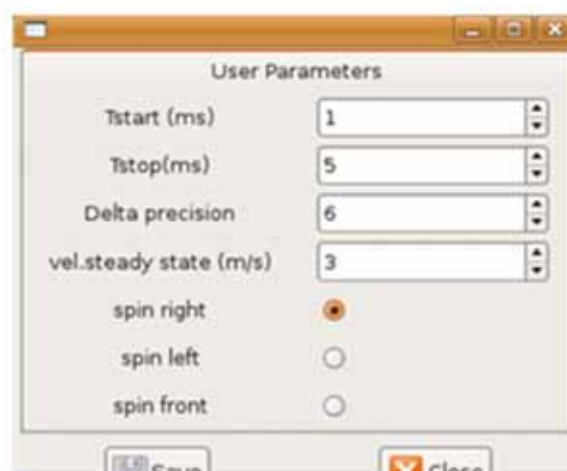 User Parameters
Tstart (ms) 1
Tstop(ms) 5
Delta precision 6
vel.steady state (m/s) 3
spin right
spin left
spin front
Save Close